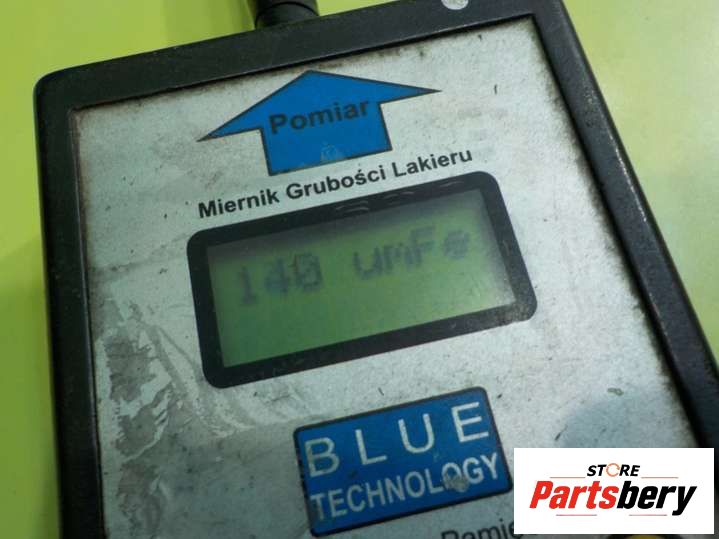 Pomiar
Miernik Grubości Lakieru
140 umFe
BLUE
TECHNOLOGY
STORE
Partsbery